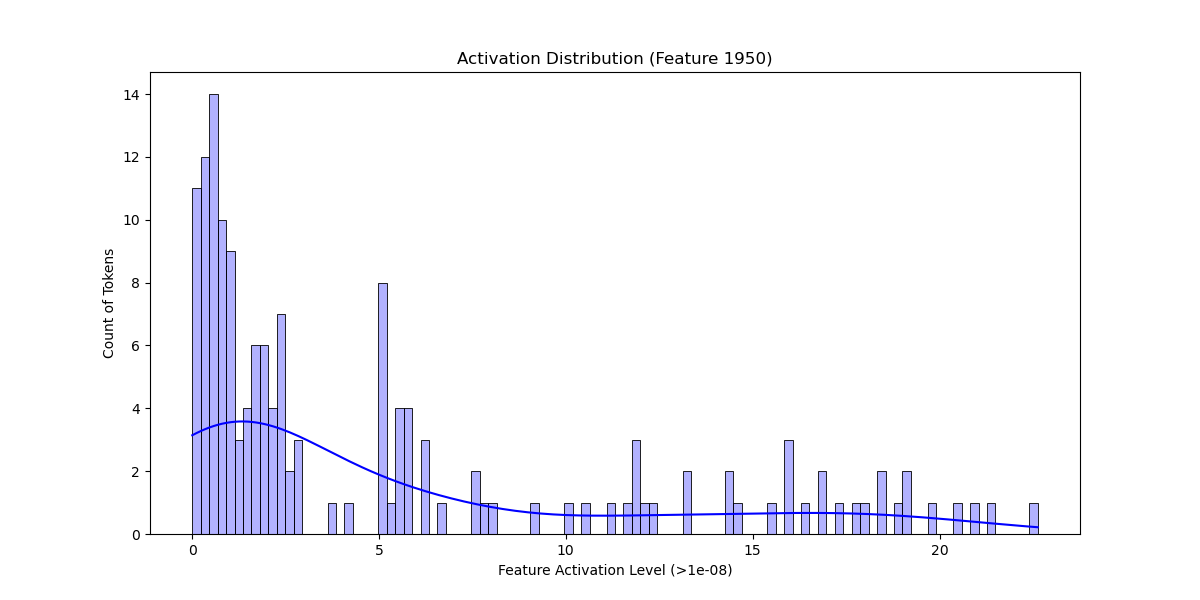 Activation Distribution (Feature 1950)
14
12
10
8
6
4
2
0
Count of Tokens
0 5 10 15 20
Feature Activation Level (>1e-08)